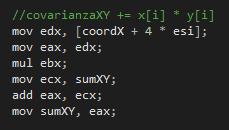 //covarianzaXY += x[i] * y[i]
mov edx, [coordX + 4 * esi];
mov eax, edx;
mul ebx;
mov ecx, sumXY;
add eax, ecx;
mov sumXY, eax;